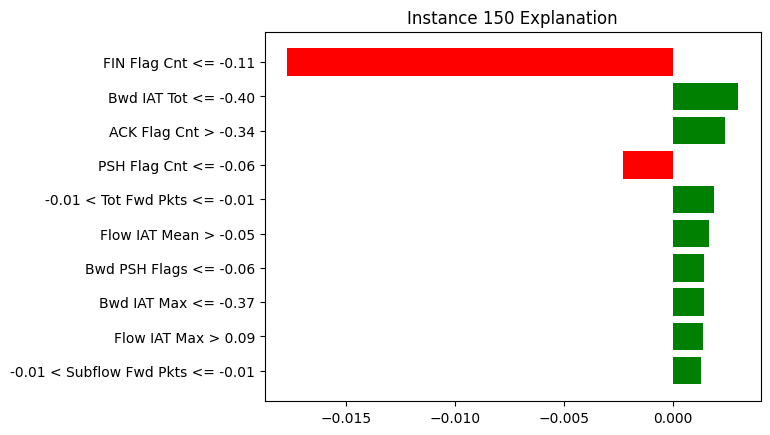 Instance 150 Explanation
FIN Flag Cnt <= -0.11
Bwd IAT Tot <= -0.40
ACK Flag Cnt > -0.34
PSH Flag Cnt <= -0.06
-0.01 < Tot Fwd Pkts <= -0.01
Flow IAT Mean > -0.05
Bwd PSH Flags <= -0.06
Bwd IAT Max <= -0.37
Flow IAT Max > 0.09
-0.01 < Subflow Fwd Pkts <= -0.01
−0.015 −0.010 −0.005 0.000